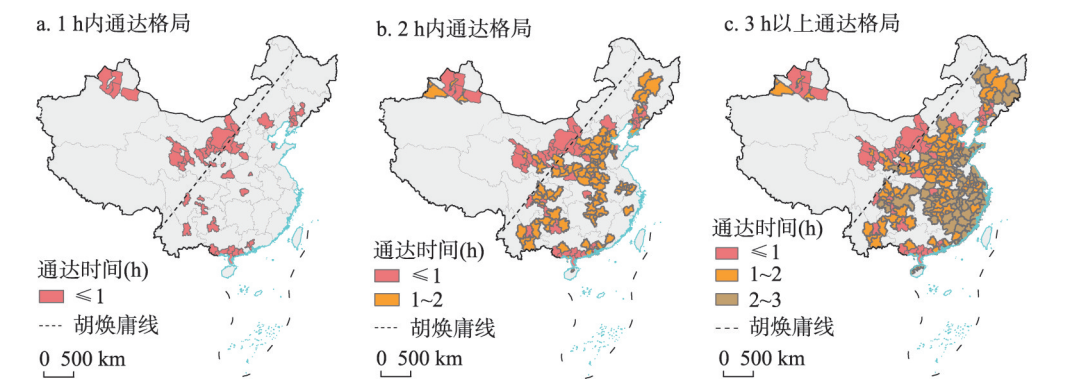 a. 1 h内通达格局
通达时间(h)
≤1
胡焕庸线
0 500 km
b. 2 h内通达格局
通达时间(h)
≤1
1~2
胡焕庸线
0 500 km
c. 3 h以上通达格局
通达时间(h)
≤1
1~2
2~3
胡焕庸线
0 500 km